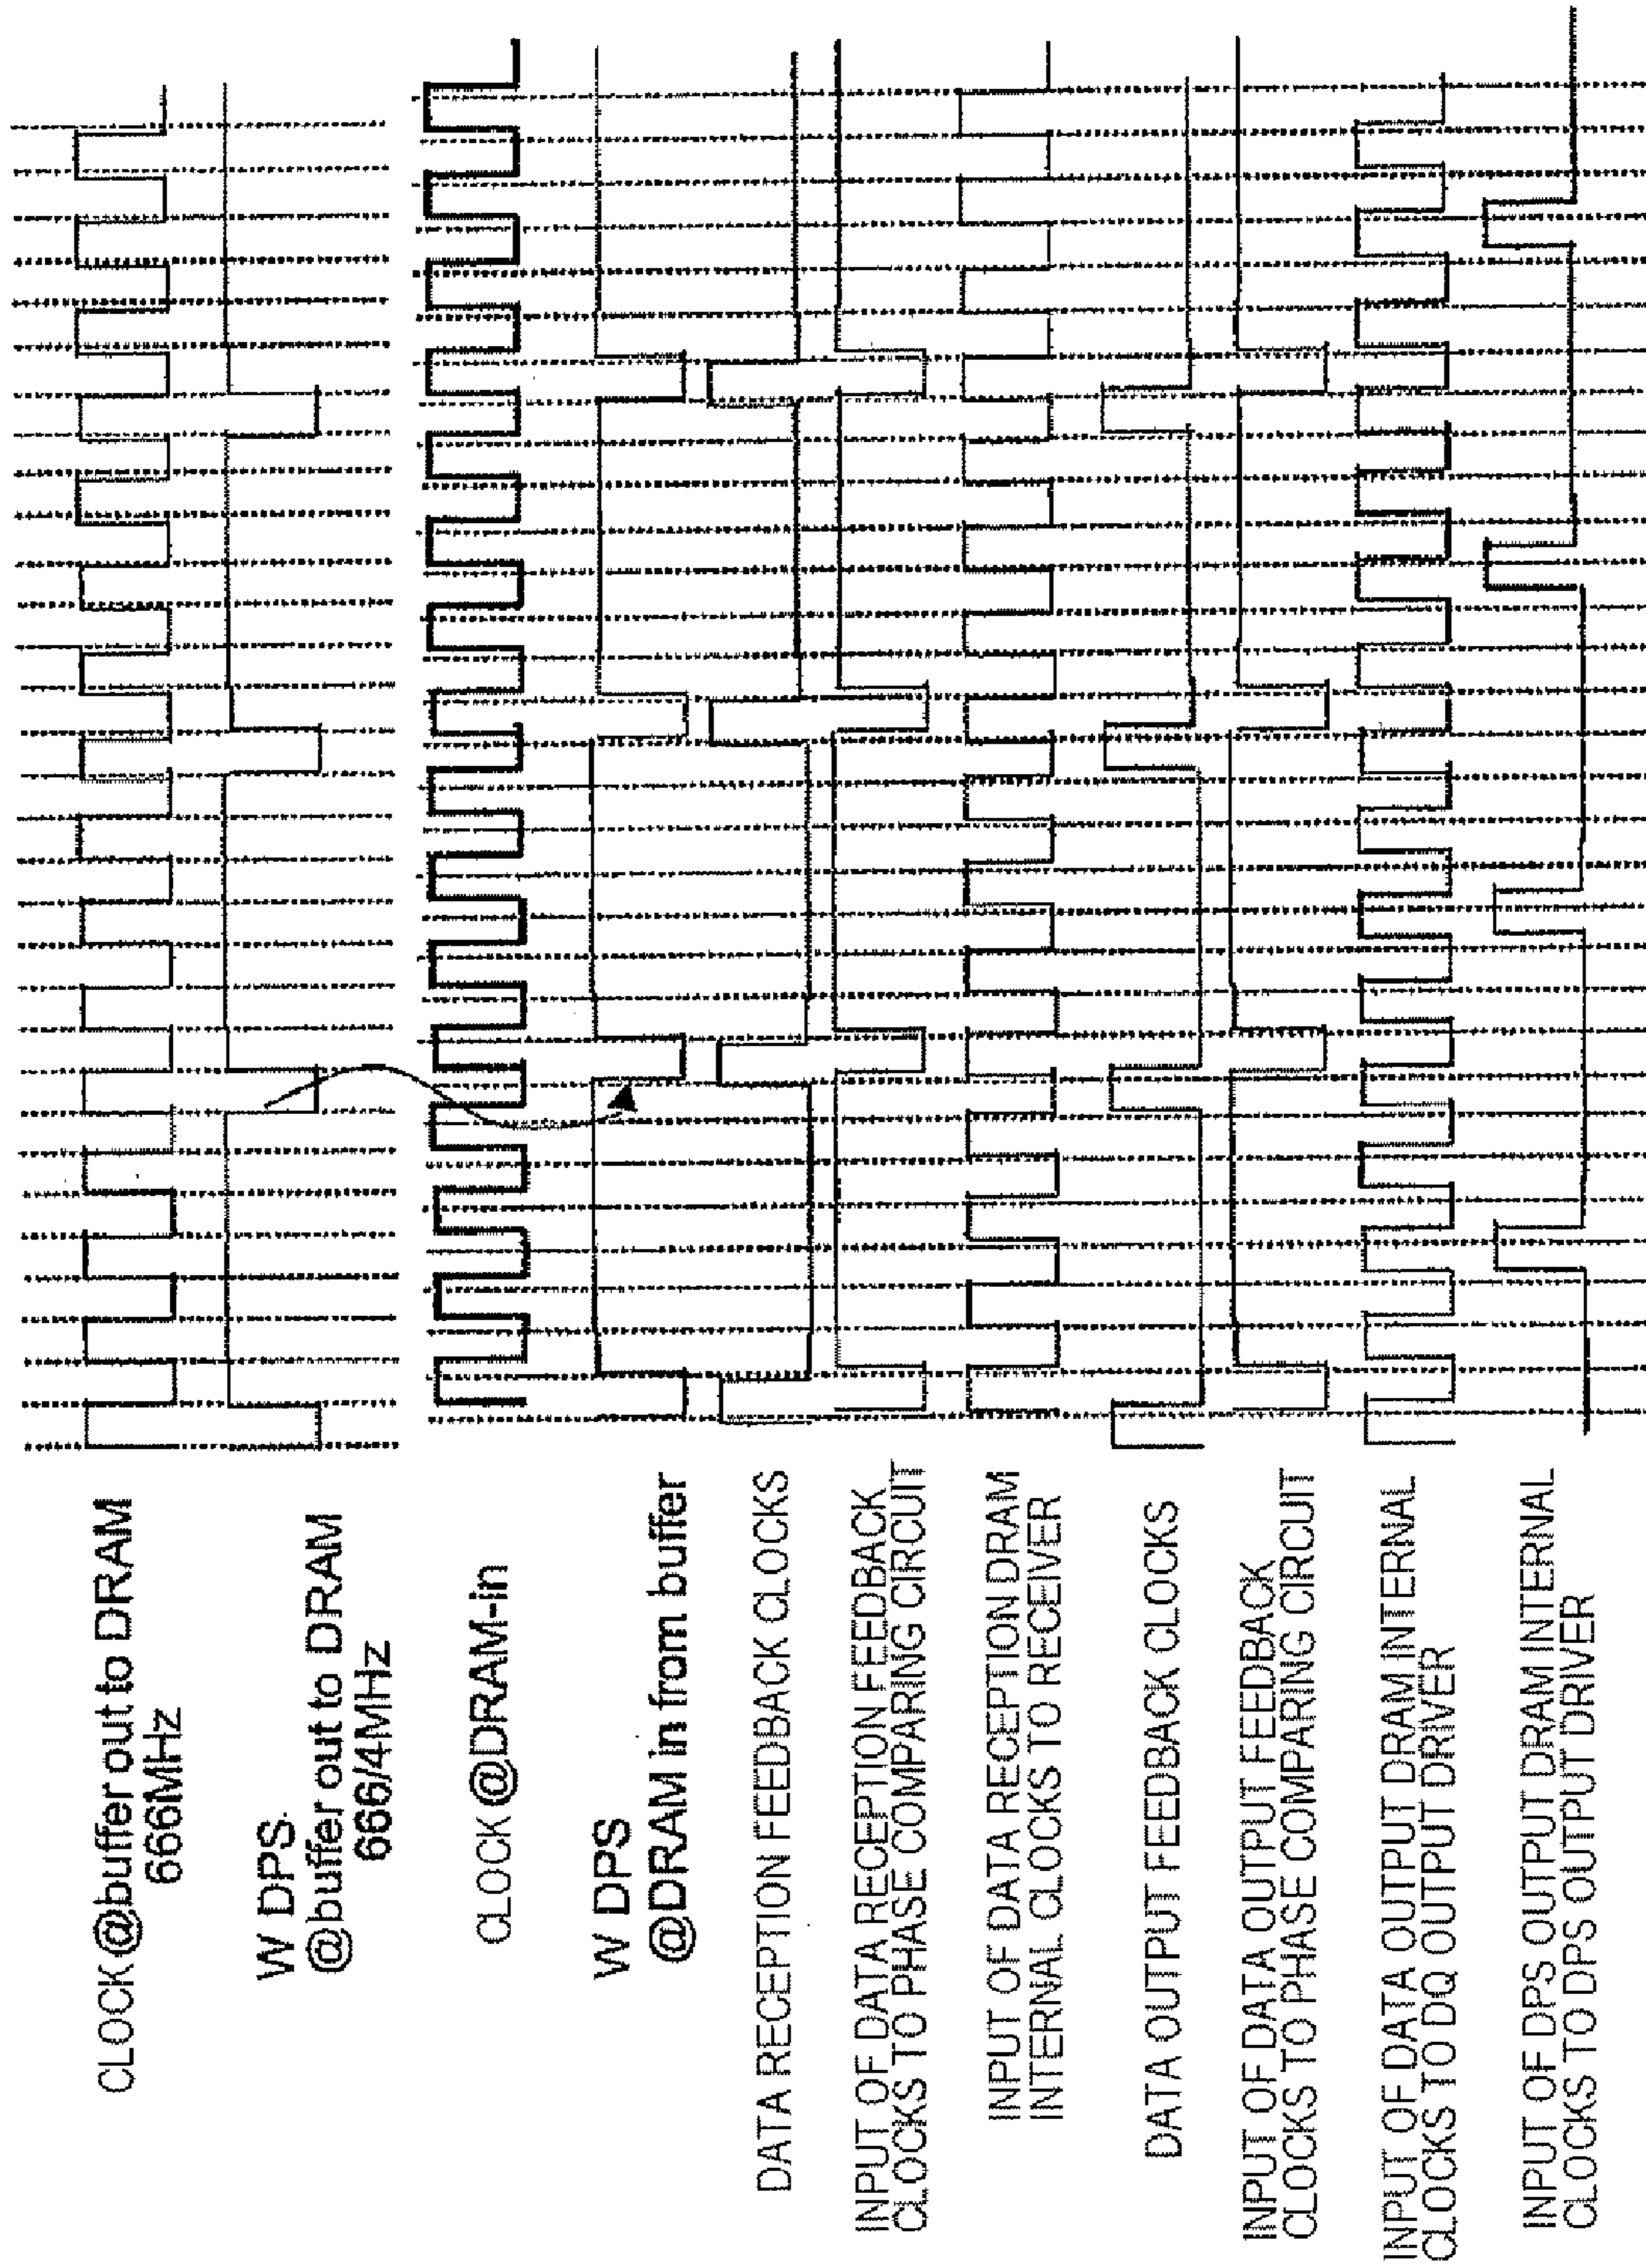 CLOCK@buffer out to DRAM
666MHz
W DPS
@buffer out to DRAM
666/4MHz
CLOCK @DRAM-in
W DPS
@DRAM in from buffer
DATA RECEPTION FEEDBACK CLOCKS
INPUT OF DATA RECEPTION FEEDBACK
CLOCKS TO PHASE COMPARING CIRCUIT
INPUT OF DATA RECEPTION DRAM
INTERNAL CLOCKS TO RECEIVER
DATA OUTPUT FEEDBACK CLOCKS
INPUT OF DATA OUTPUT FEEDBACK
CLOCKS TO PHASE COMPARING CIRCUIT
INPUT OF DATA OUTPUT DRAM INTERNAL
CLOCKS TO DQ OUTPUT DRIVER
INPUT OF DPS OUTPUT DRAM INTERNAL
CLOCKS TO DPS OUTPUT DRIVER